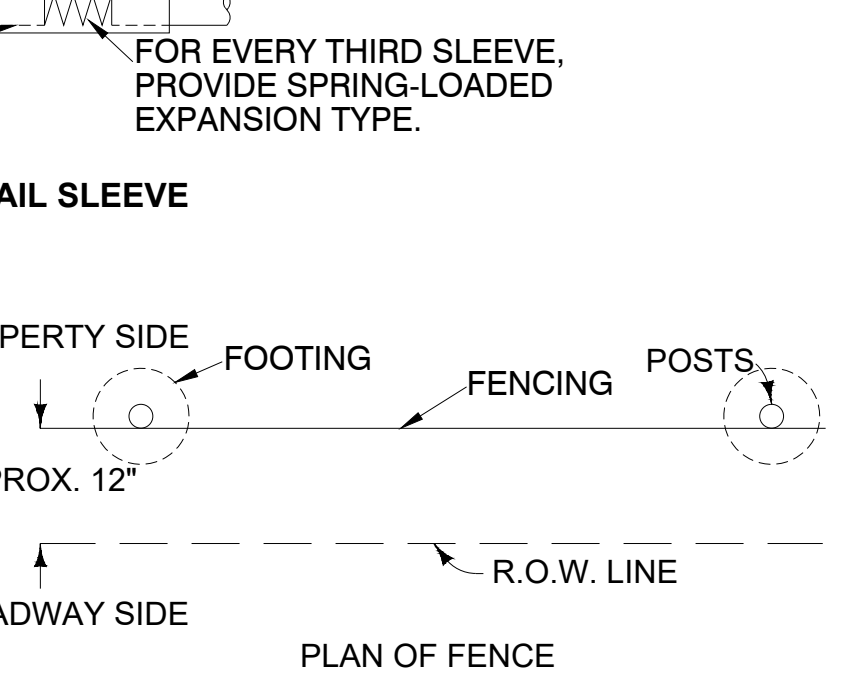 FOR EVERY THIRD SLEEVE,
PROVIDE SPRING-LOADED
EXPANSION TYPE.
AIL SLEEVE
PERTY SIDE
FOOTING
POSTS
FENCING
PROX. 12"
R.O.W. LINE
ADWAY SIDE
PLAN OF FENCE